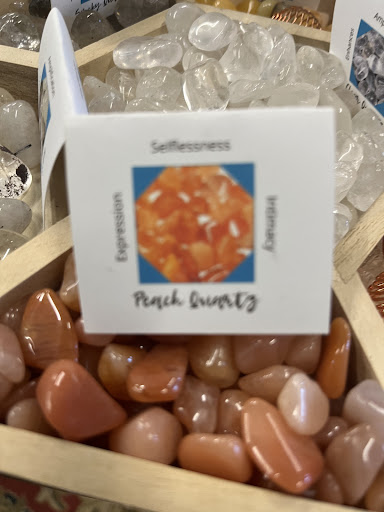 Selflessness
Expression
Intimacy
Peach Quartz